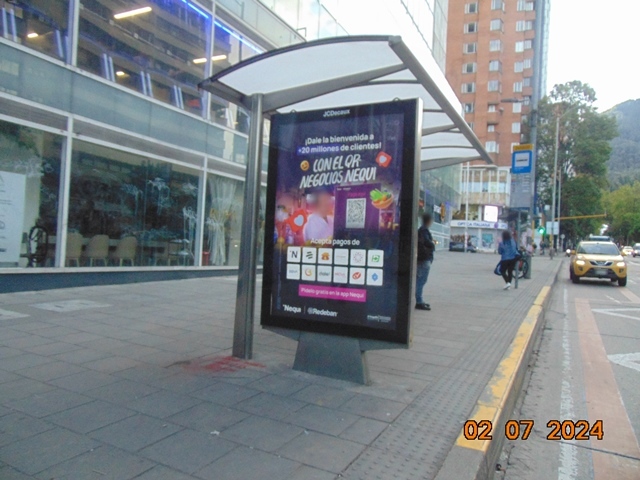 JCDecaux
¡Dale la bienvenida a
+20 millones de clientes!
CON EL QR
NEGOCIOS NEQUI
Acepta pagos de
Pídelo gratis en la app Nequi
Nequi Redeban
02 07 2024